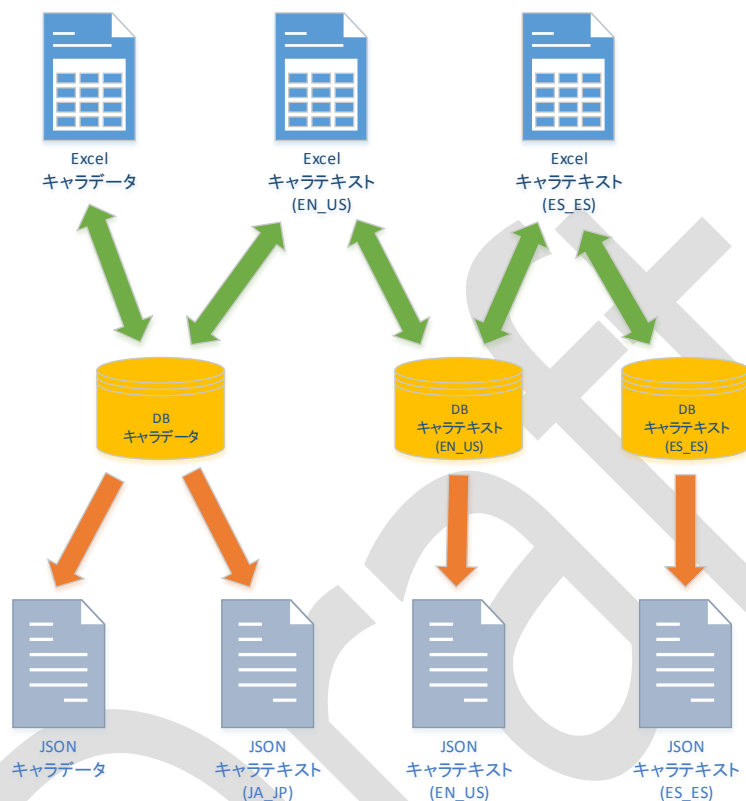 Excel
キャラデータ
Excel
キャラテキスト
(EN_US)
Excel
キャラテキスト
(ES_ES)
DB
キャラデータ
DB
キャラテキスト
(EN_US)
DB
キャラテキスト
(ES_ES)
JSON
キャラデータ
JSON
キャラテキスト
(JA_JP)
JSON
キャラテキスト
(EN_US)
JSON
キャラテキスト
(ES_ES)